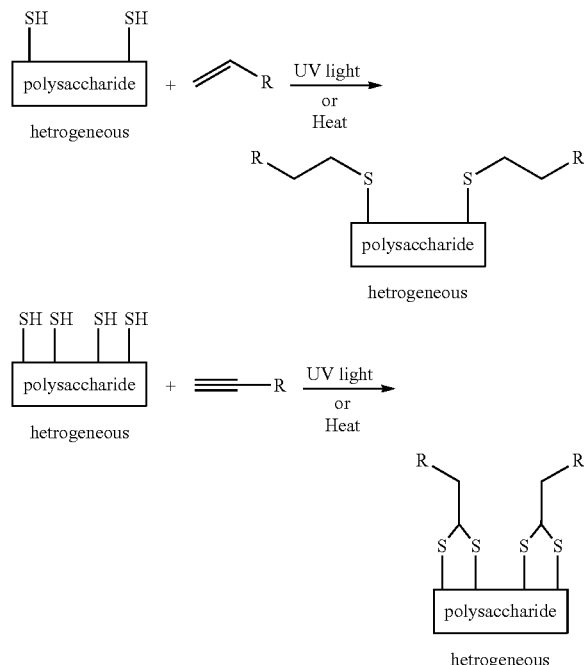 SH SH
polysaccharide + R UV light
or
Heat
hetrogeneous
R S S R
polysaccharide
hetrogeneous
SH SH SH SH
polysaccharide + R UV light
or
Heat
hetrogeneous
R R
S S S S
polysaccharide
hetrogeneous